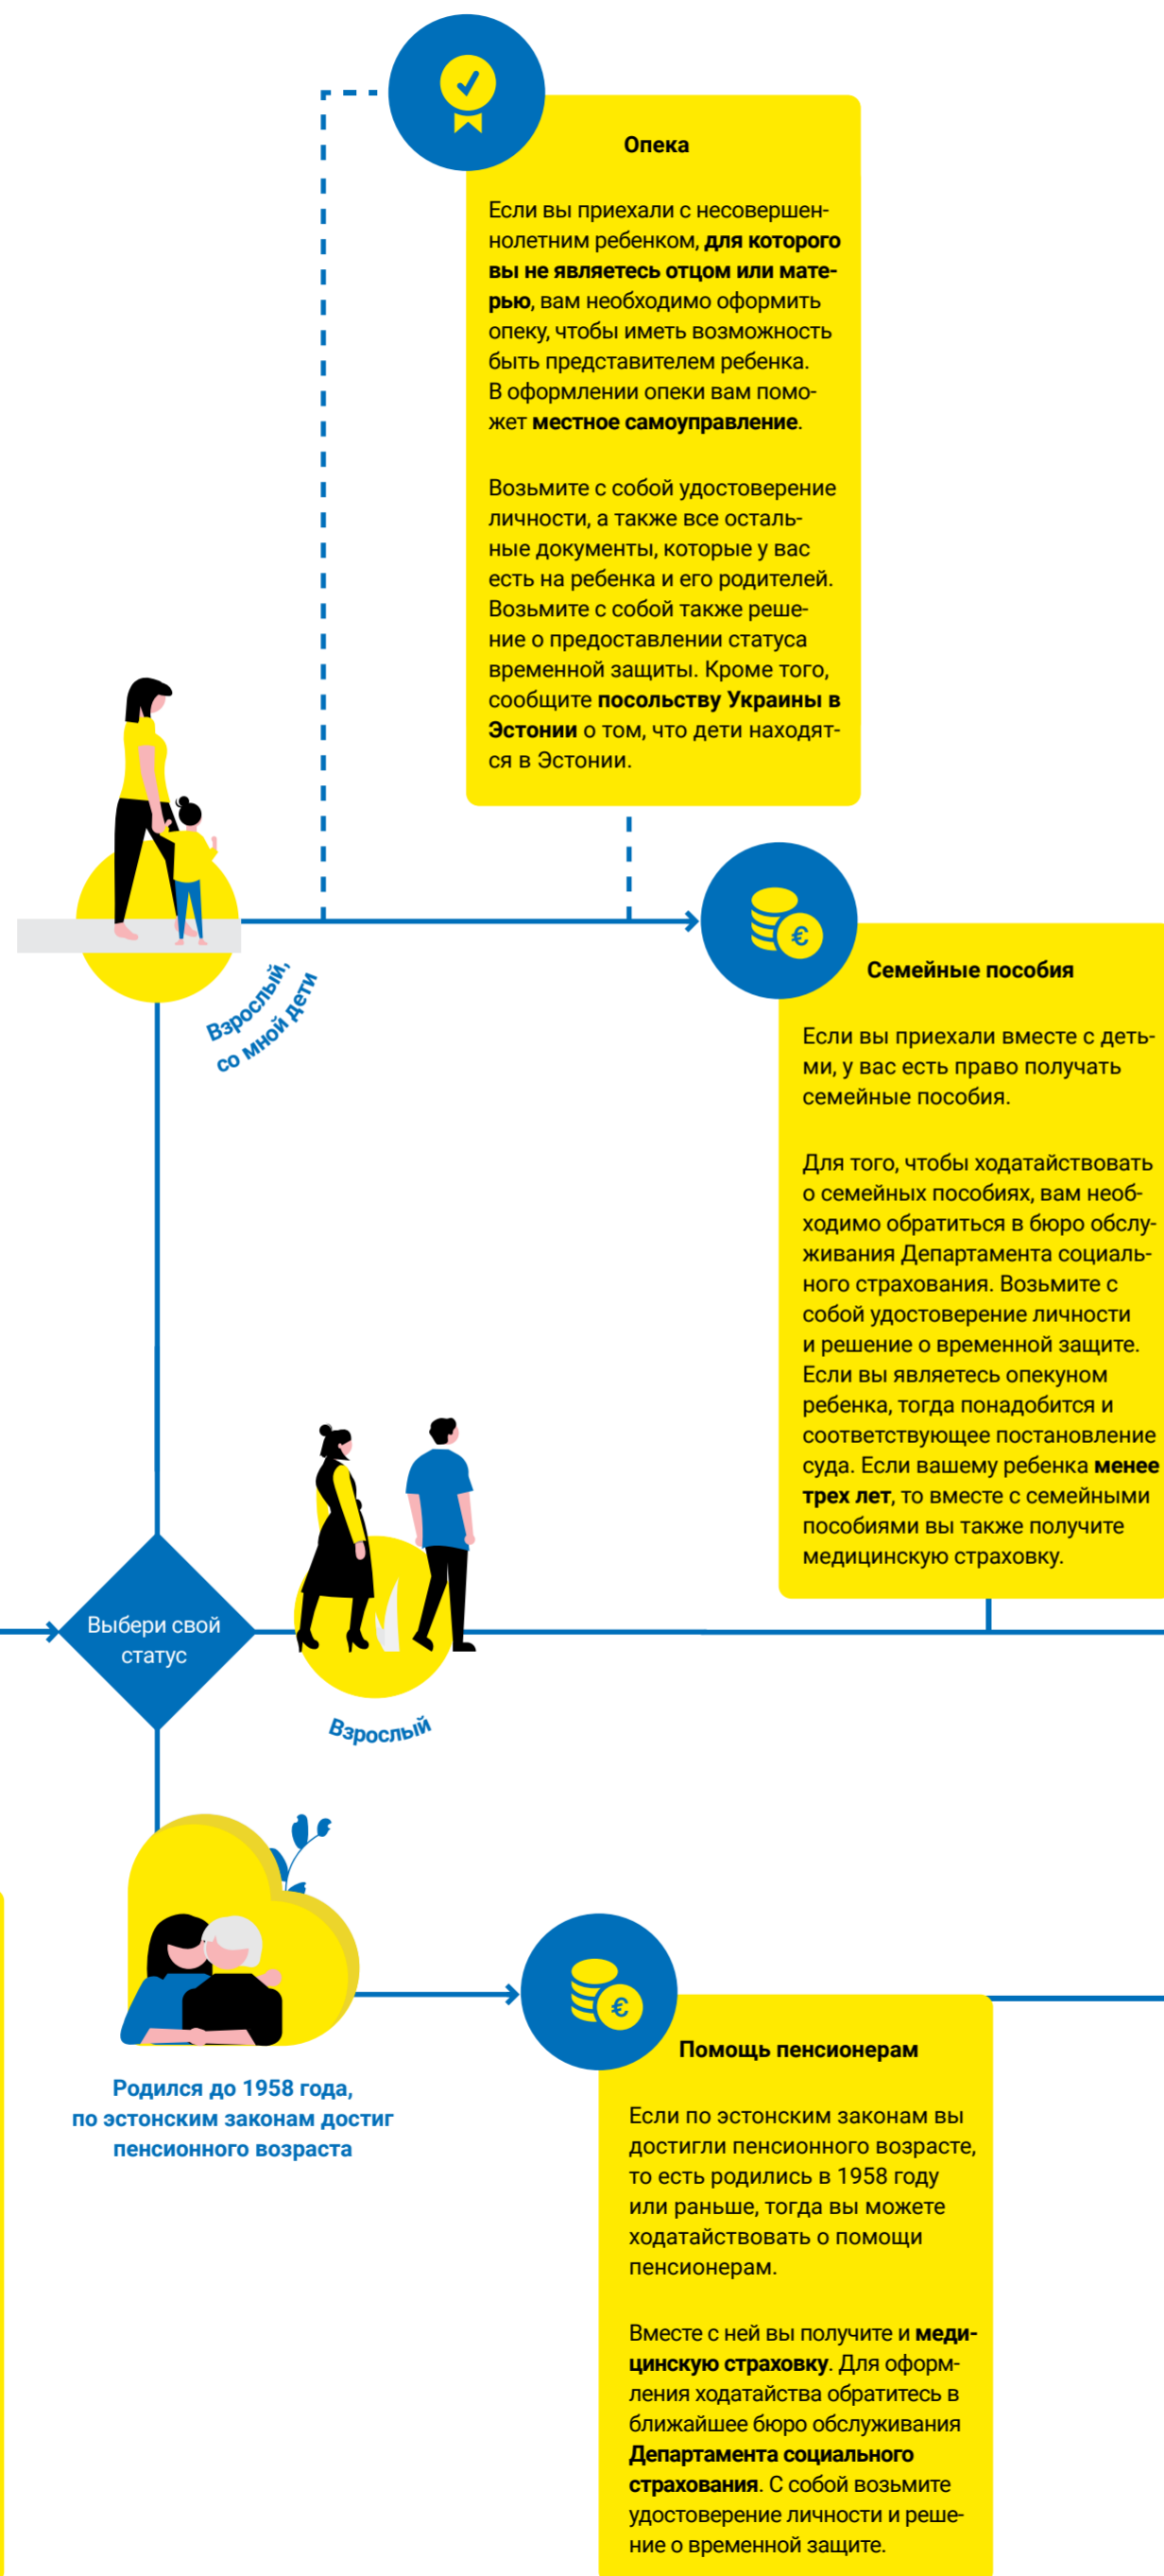 Опека
Если вы приехали с несовершен-
нолетним ребенком, для которого
вы не являетесь отцом или мате-
рью, вам необходимо оформить
опеку, чтобы иметь возможность
быть представителем ребенка.
В оформлении опеки вам помо-
жет местное самоуправление.
Возьмите с собой удостоверение
личности, а также все осталь-
ные документы, которые у вас
есть на ребенка и его родителей.
Возьмите с собой также реше-
ние о предоставлении статуса
временной защиты. Кроме того,
сообщите посольству Украины в
Эстонии о том, что дети находят-
ся в Эстонии.
Взрослый,
со мной дети
€
Семейные пособия
Если вы приехали вместе с деть-
ми, у вас есть право получать
семейные пособия.
Для того, чтобы ходатайствовать
о семейных пособиях, вам необ-
ходимо обратиться в бюро обслу-
живания Департамента социаль-
ного страхования. Возьмите с
собой удостоверение личности
и решение о временной защите.
Если вы являетесь опекуном
ребенка, тогда понадобится и
соответствующее постановление
суда. Если вашему ребенка менее
трех лет, то вместе с семейными
пособиями вы также получите
медицинскую страховку.
Выбери свой
статус
Взрослый
Родился до 1958 года,
по эстонским законам достиг
пенсионного возраста
€
Помощь пенсионерам
Если по эстонским законам вы
достигли пенсионного возрасте,
то есть родились в 1958 году
или раньше, тогда вы можете
ходатайствовать о помощи
пенсионерам.
Вместе с ней вы получите и меди-
цинскую страховку. Для оформ-
ления ходатайства обратитесь в
ближайшее бюро обслуживания
Департамента социального
страхования. С собой возьмите
удостоверение личности и реше-
ние о временной защите.